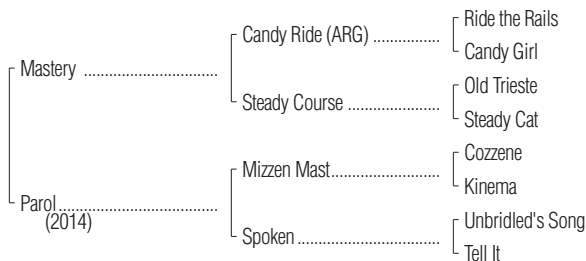 Ride the Rails
Candy Ride (ARG) ....................
Candy Girl
Mastery ..................................
Old Trieste
Steady Course ........................
Steady Cat
Cozzene
Mizzen Mast............................
Kinema
Parol........................................
(2014)
Unbridled's Song
Spoken ...................................
Tell It